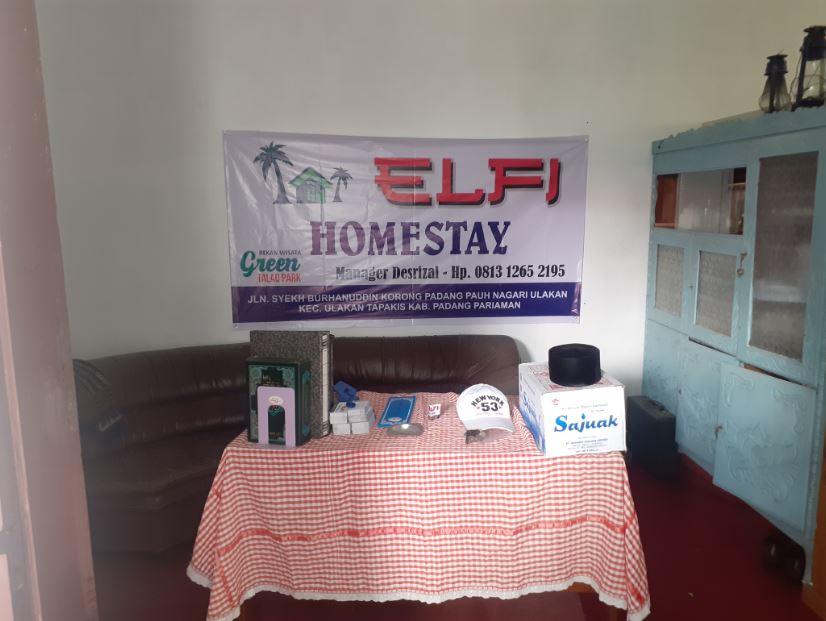 ELFI
HOMESTAY
REKAN WISATA
Green
TALAO PARK
Manager Desrizal - Hp. 0813 1265 2195
JLN. SYEKH BURHANUDDIN KORONG PADANG PAUH NAGARI ULAKAN
KEC. ULAKAN TAPAKIS KAB. PADANG PARIAMAN
NEW YORK
53
Sajuak